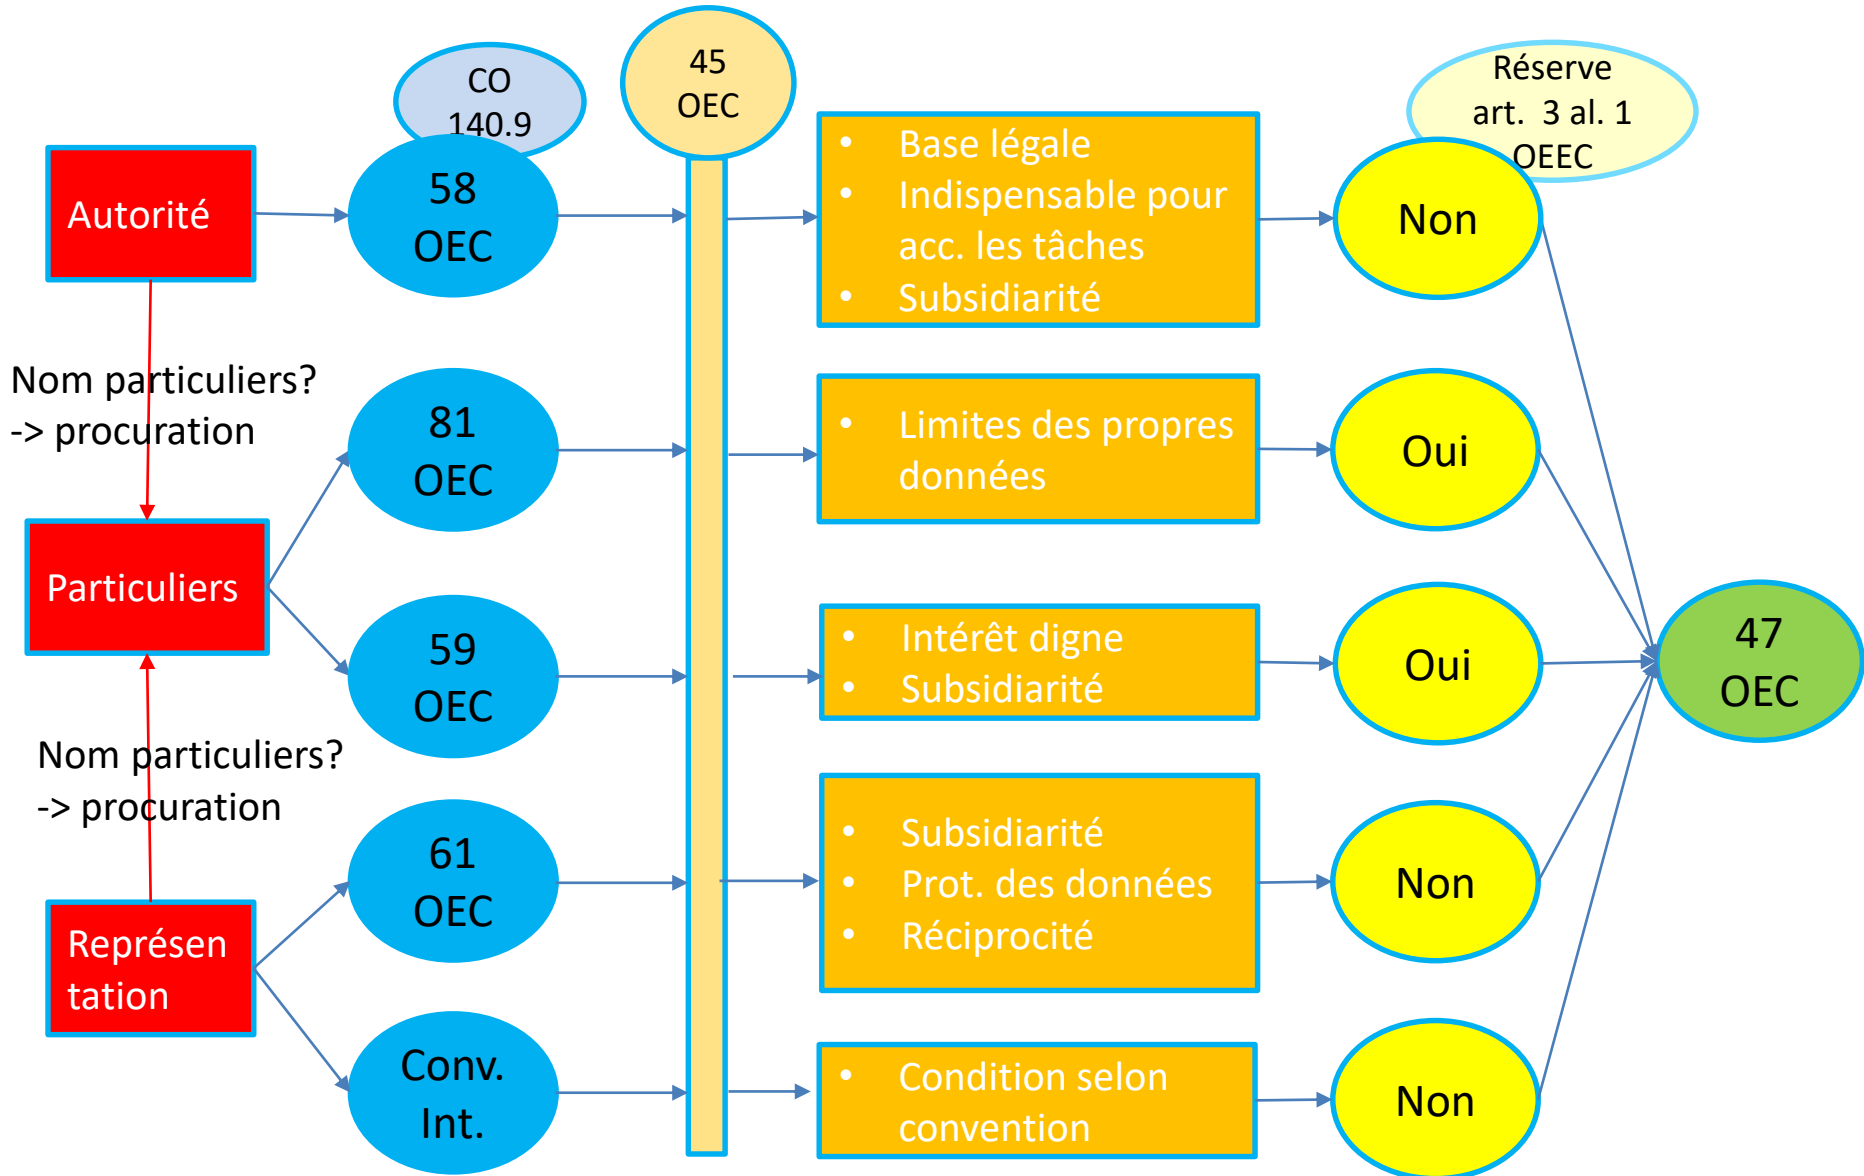 CO
140.9
45
OEC
Réserve
art.  3 al. 1
OEEC
Autorité
58
OEC
• Base légale
• Indispensable pour
acc. les tâches
• Subsidiarité
Non
Nom particuliers?
-> procuration
81
OEC
• Limites des propres
données
Oui
Particuliers
59
OEC
• Intérêt digne
• Subsidiarité
Oui
47
OEC
Nom particuliers?
-> procuration
61
OEC
• Subsidiarité
• Prot. des données
• Réciprocité
Non
Représen
tation
Conv.
Int.
• Condition selon
convention
Non